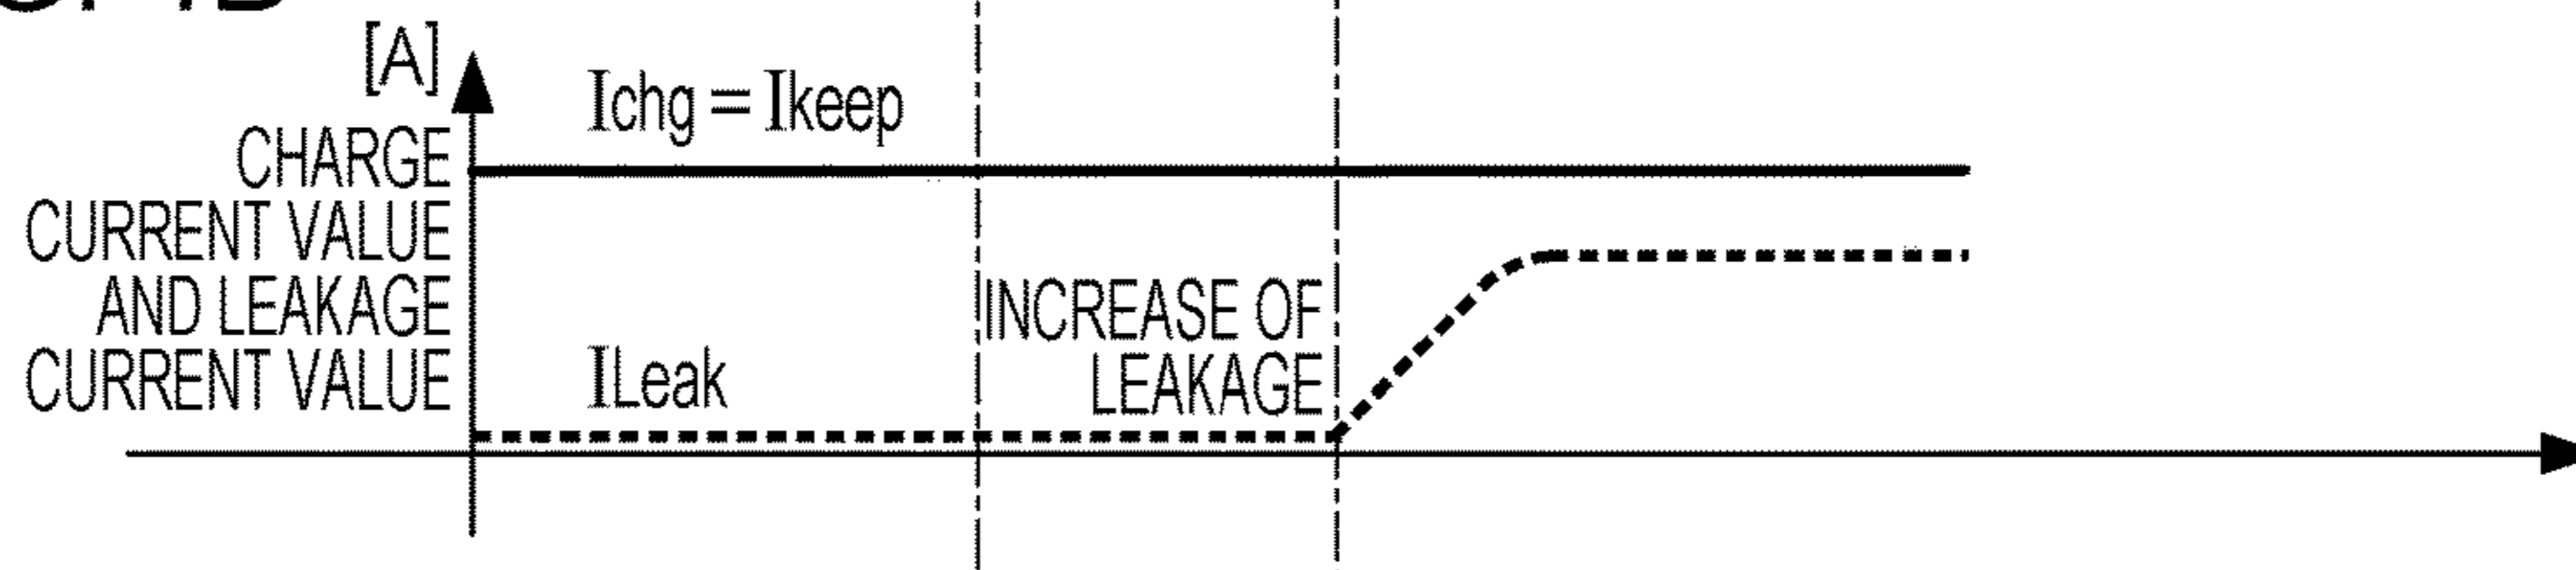 [A]
Ichg = Ikeep
CHARGE
CURRENT VALUE
AND LEAKAGE
CURRENT VALUE
INCREASE OF
LEAKAGE
ILeak